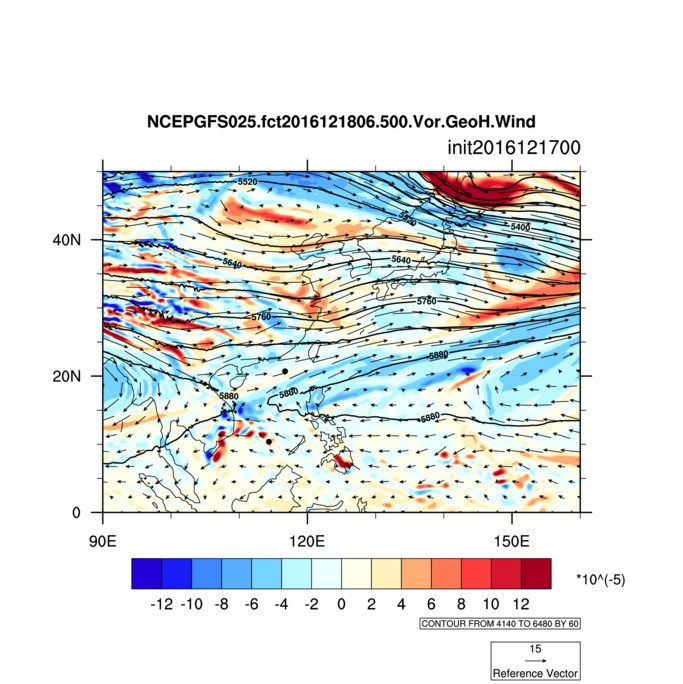 NCEPGFS025.fct2016121806.500.Vor.GeoH.Wind
init2016121700
5520
5520
5400
40N
5640
5640
5760
5760
5880
20N
5880
5880
5880
0
90E 120E 150E
-12 -10 -8 -6 -4 -2 0 2 4 6 8 10 12
*10^(-5)
CONTOUR FROM 4140 TO 6480 BY 60
15
Reference Vector